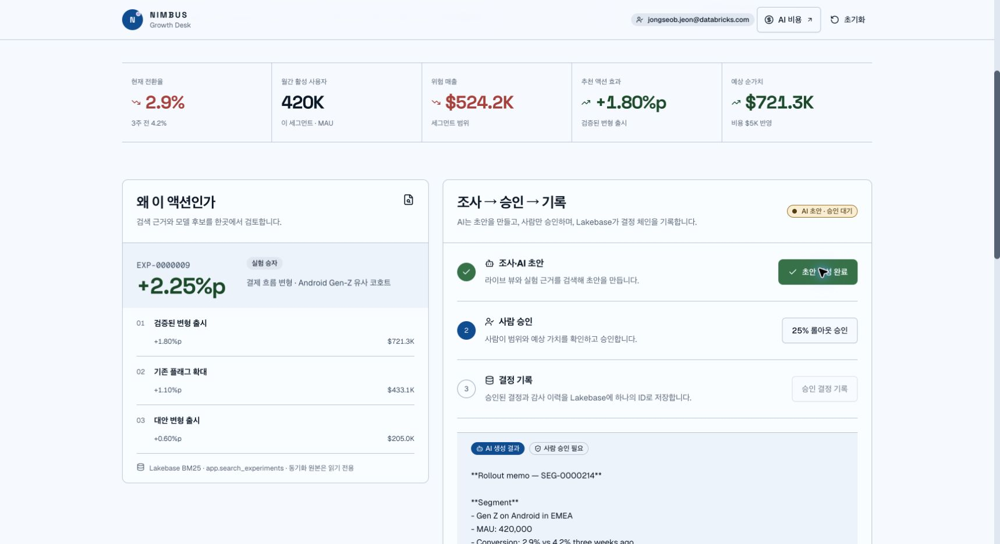 N
NIMBUS
Growth Desk
jongseob.jeon@databricks.com
AI 비용
초기화
현재 전환율
2.9%
3주 전 4.2%
월간 활성 사용자
420K
이 세그먼트 · MAU
위험 매출
$524.2K
세그먼트 범위
추천 액션 효과
+1.80%p
검증된 변형 출시
예상 순가치
$721.3K
비용 $5K 반영
왜 이 액션인가
검색 근거와 모델 후보를 한곳에서 검토합니다.
EXP-0000009
+2.25%p
실험 승자
결제 흐름 변형 · Android Gen-Z 유사 코호트
01 검증된 변형 출시
+1.80%p $721.3K
02 기존 플래그 확대
+1.10%p $433.1K
03 대안 변형 출시
+0.60%p $205.0K
Lakebase BM25 · app.search_experiments · 동기화 원본은 읽기 전용
조사 → 승인 → 기록
AI는 초안을 만들고, 사람만 승인하며, Lakebase가 결정 체인을 기록합니다.
AI 초안 · 승인 대기
조사·AI 초안
라이브 뷰와 실험 근거를 검색해 초안을 만듭니다.
초안 완료
2
사람 승인
사람이 범위와 예상 가치를 확인하고 승인합니다.
25% 롤아웃 승인
3
결정 기록
승인된 결정과 감사 이력을 Lakebase에 하나의 ID로 저장합니다.
승인 결정 기록
AI 생성 결과
사람 승인 필요
**Rollout memo — SEG-0000214**
**Segment**
- Gen Z on Android in EMEA
- MAU: 420,000
- Conversion: 2.9% vs 4.2% three weeks ago